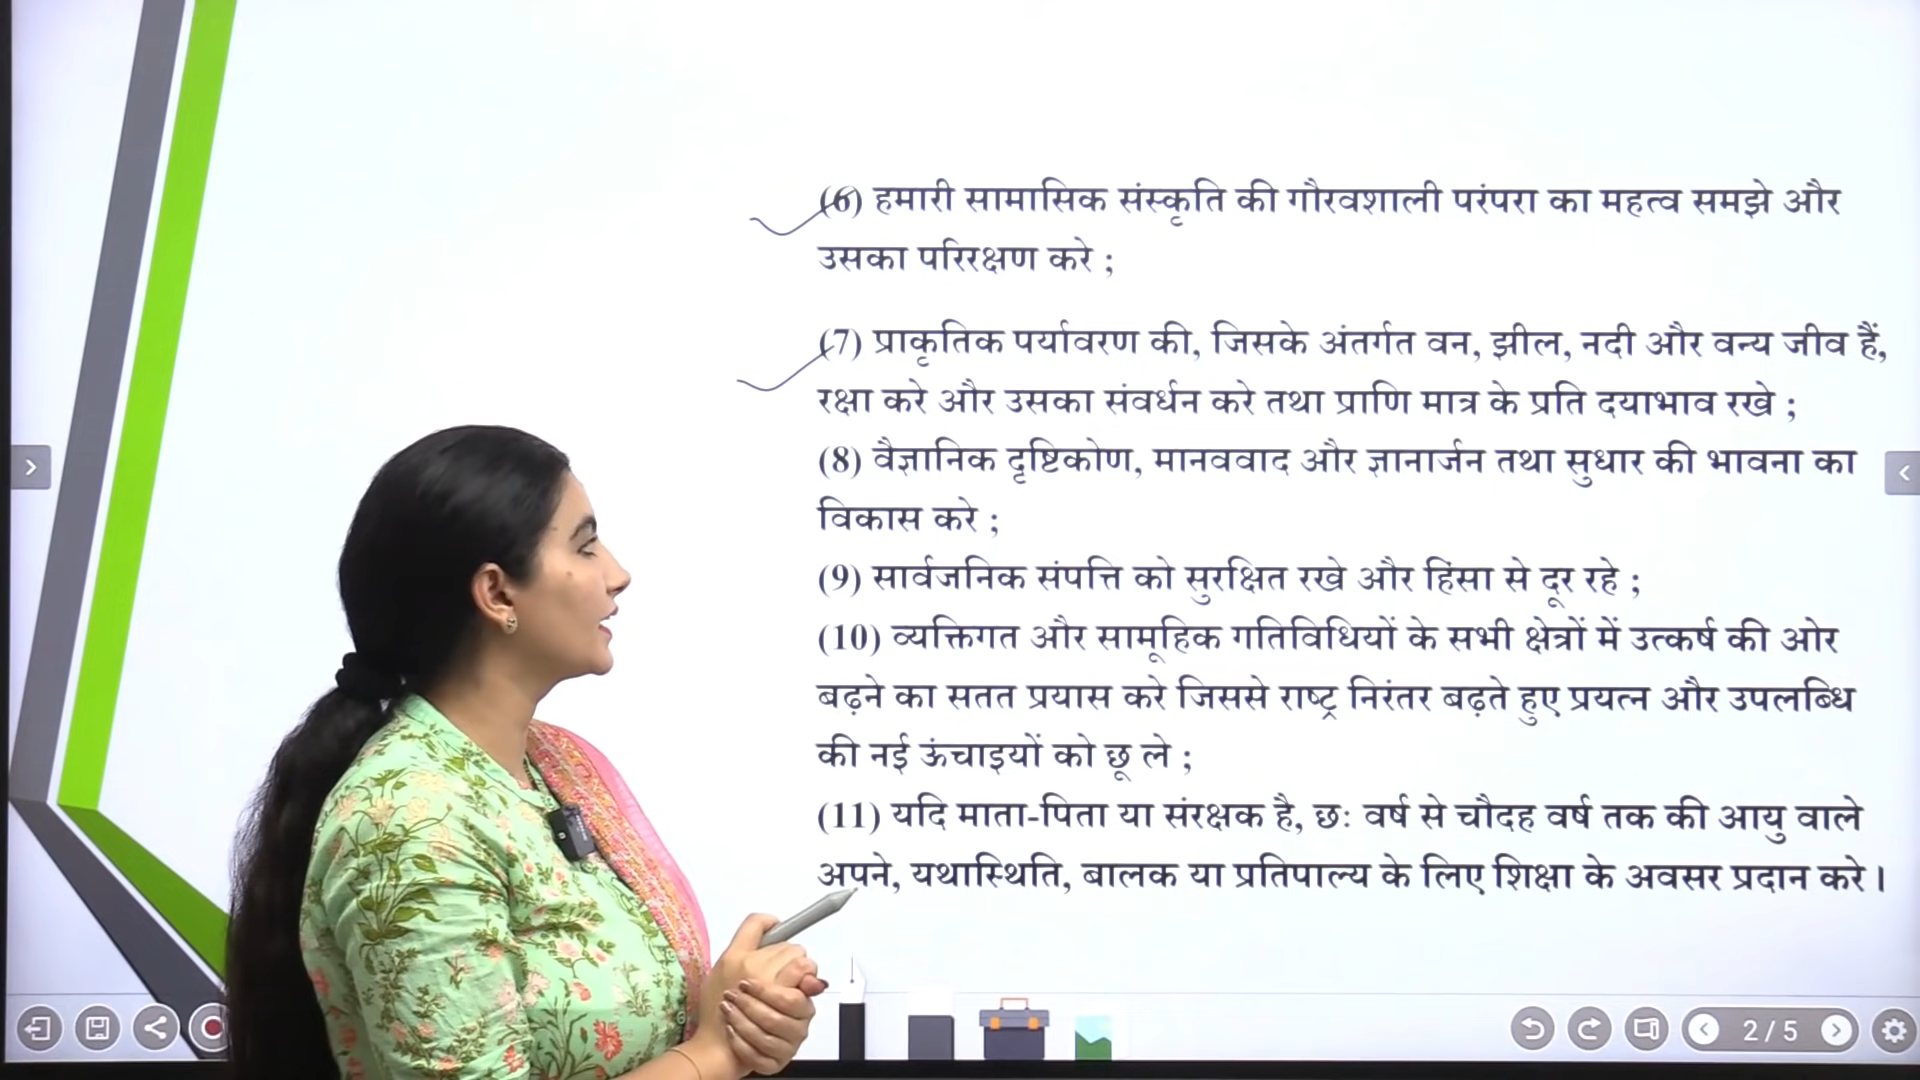 (6) हमारी सामासिक संस्कृति की गौरवशाली परंपरा का महत्व समझे और
उसका परिरक्षण करे ;
(7) प्राकृतिक पर्यावरण की, जिसके अंतर्गत वन, झील, नदी और वन्य जीव हैं,
रक्षा करे और उसका संवर्धन करे तथा प्राणि मात्र के प्रति दयाभाव रखे ;
(8) वैज्ञानिक दृष्टिकोण, मानववाद और ज्ञानार्जन तथा सुधार की भावना का
विकास करे ;
(9) सार्वजनिक संपत्ति को सुरक्षित रखे और हिंसा से दूर रहे ;
(10) व्यक्तिगत और सामूहिक गतिविधियों के सभी क्षेत्रों में उत्कर्ष की ओर
बढ़ने का सतत प्रयास करे जिससे राष्ट्र निरंतर बढ़ते हुए प्रयत्न और उपलब्धि
की नई ऊंचाइयों को छू ले ;
(11) यदि माता-पिता या संरक्षक है, छः वर्ष से चौदह वर्ष तक की आयु वाले
अपने, यथास्थिति, बालक या प्रतिपाल्य के लिए शिक्षा के अवसर प्रदान करे ।
2 / 5